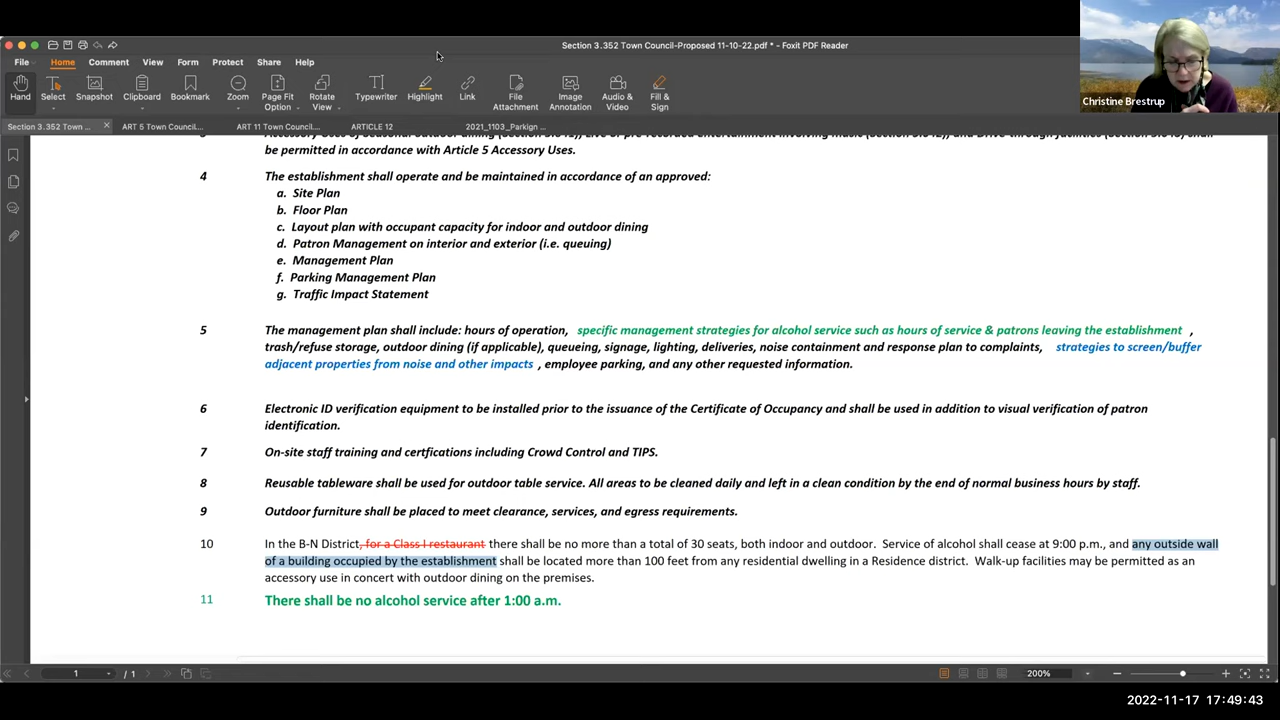 Section 3.352 Town Council-Proposed 11-10-22.pdf * - Foxit PDF Reader
File Home Comment View Form Protect Share Help
Hand Select Snapshot Clipboard Bookmark Zoom Page Fit Option Rotate View Typewriter Highlight Link File Attachment Image Annotation Audio & Video Fill & Sign
Christine Brestrup
Section 3.352 Town ... ART 5 Town Council.... ART 11 Town Council.... ARTICLE 12 2021_1103_Parkign ...
be permitted in accordance with Article 5 Accessory Uses.
4 The establishment shall operate and be maintained in accordance of an approved:
a. Site Plan
b. Floor Plan
c. Layout plan with occupant capacity for indoor and outdoor dining
d. Patron Management on interior and exterior (i.e. queuing)
e. Management Plan
f. Parking Management Plan
g. Traffic Impact Statement
5 The management plan shall include: hours of operation, specific management strategies for alcohol service such as hours of service & patrons leaving the establishment ,
trash/refuse storage, outdoor dining (if applicable), queueing, signage, lighting, deliveries, noise containment and response plan to complaints, strategies to screen/buffer
adjacent properties from noise and other impacts , employee parking, and any other requested information.
6 Electronic ID verification equipment to be installed prior to the issuance of the Certificate of Occupancy and shall be used in addition to visual verification of patron
identification.
7 On-site staff training and certfications including Crowd Control and TIPS.
8 Reusable tableware shall be used for outdoor table service. All areas to be cleaned daily and left in a clean condition by the end of normal business hours by staff.
9 Outdoor furniture shall be placed to meet clearance, services, and egress requirements.
10 In the B-N District, for a Class I restaurant there shall be no more than a total of 30 seats, both indoor and outdoor. Service of alcohol shall cease at 9:00 p.m., and any outside wall
of a building occupied by the establishment shall be located more than 100 feet from any residential dwelling in a Residence district. Walk-up facilities may be permitted as an
accessory use in concert with outdoor dining on the premises.
11 There shall be no alcohol service after 1:00 a.m.
1 / 1 200%
2022-11-17 17:49:43